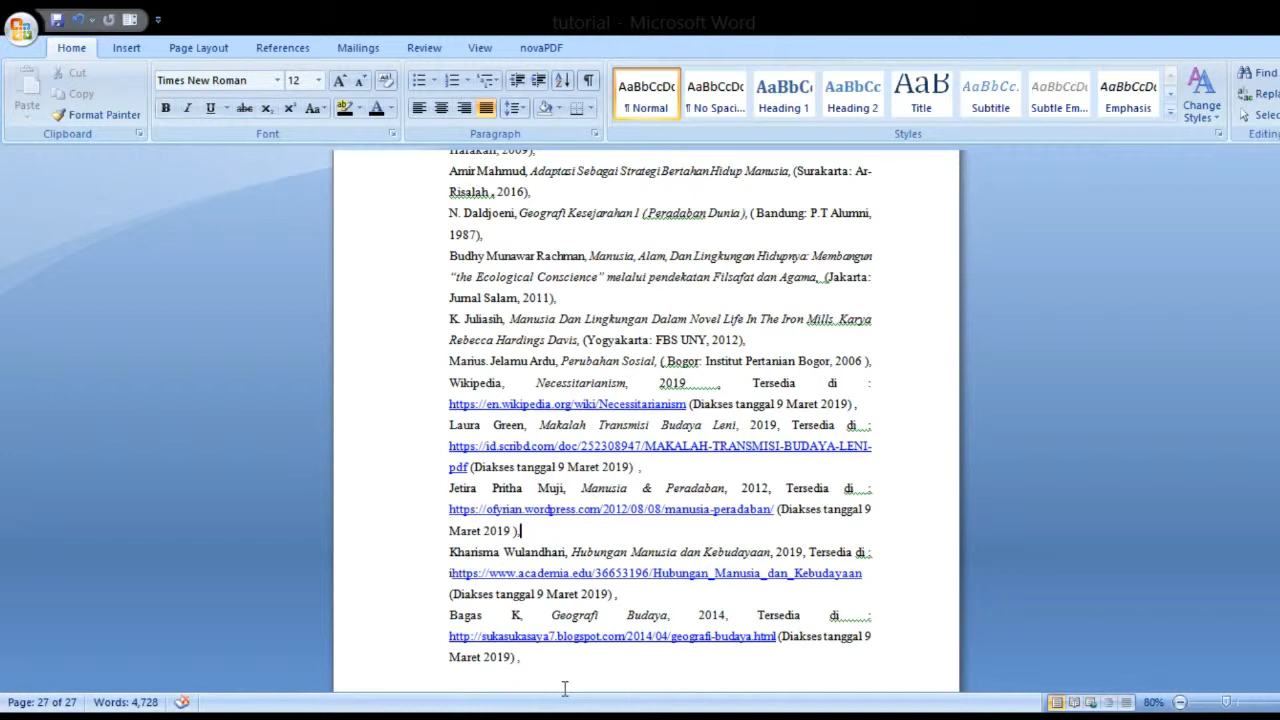 tutorial - Microsoft Word
Home Insert Page Layout References Mailings Review View novaPDF
Paste Cut Copy Format Painter
Clipboard
Times New Roman 12
Font
Paragraph
AaBbCcDc ¶ Normal
AaBbCcDc ¶ No Spaci...
AaBbC Heading 1
AaBbCc Heading 2
AaB Title
AaBbCc. Subtitle
AaBbCcDc Subtle Em...
AaBbCcDc Emphasis
Change Styles
Styles
Find
Repla
Selec
Editing
Harakah, 2009),
Amir Mahmud, Adaptasi Sebagai Strategi Bertahan Hidup Manusia, (Surakarta: Ar-
Risalah , 2016),
N. Daldjoeni, Geografi Kesejarahan 1 (Peradaban Dunia), ( Bandung: P.T Alumni,
1987),
Budhy Munawar Rachman, Manusia, Alam, Dan Lingkungan Hidupnya: Membangun
“the Ecological Conscience” melalui pendekatan Filsafat dan Agama, (Jakarta:
Jurnal Salam, 2011),
K. Juliasih, Manusia Dan Lingkungan Dalam Novel Life In The Iron Mills Karya
Rebecca Hardings Davis, (Yogyakarta: FBS UNY, 2012),
Marius. Jelamu Ardu, Perubahan Sosial, ( Bogor: Institut Pertanian Bogor, 2006 ),
Wikipedia, Necessitarianism, 2019 , Tersedia di :
https://en.wikipedia.org/wiki/Necessitarianism (Diakses tanggal 9 Maret 2019) ,
Laura Green, Makalah Transmisi Budaya Leni, 2019, Tersedia di :
https://id.scribd.com/doc/252308947/MAKALAH-TRANSMISI-BUDAYA-LENI-
pdf (Diakses tanggal 9 Maret 2019) ,
Jetira Pritha Muji, Manusia & Peradaban, 2012, Tersedia di :
https://ofyrian.wordpress.com/2012/08/08/manusia-peradaban/ (Diakses tanggal 9
Maret 2019 ),
Kharisma Wulandhari, Hubungan Manusia dan Kebudayaan, 2019, Tersedia di :
ihttps://www.academia.edu/36653196/Hubungan_Manusia_dan_Kebudayaan
(Diakses tanggal 9 Maret 2019) ,
Bagas K, Geografi Budaya, 2014, Tersedia di :
http://sukasukasaya7.blogspot.com/2014/04/geografi-budaya.html (Diakses tanggal 9
Maret 2019) ,
Page: 27 of 27 Words: 4,728 80%